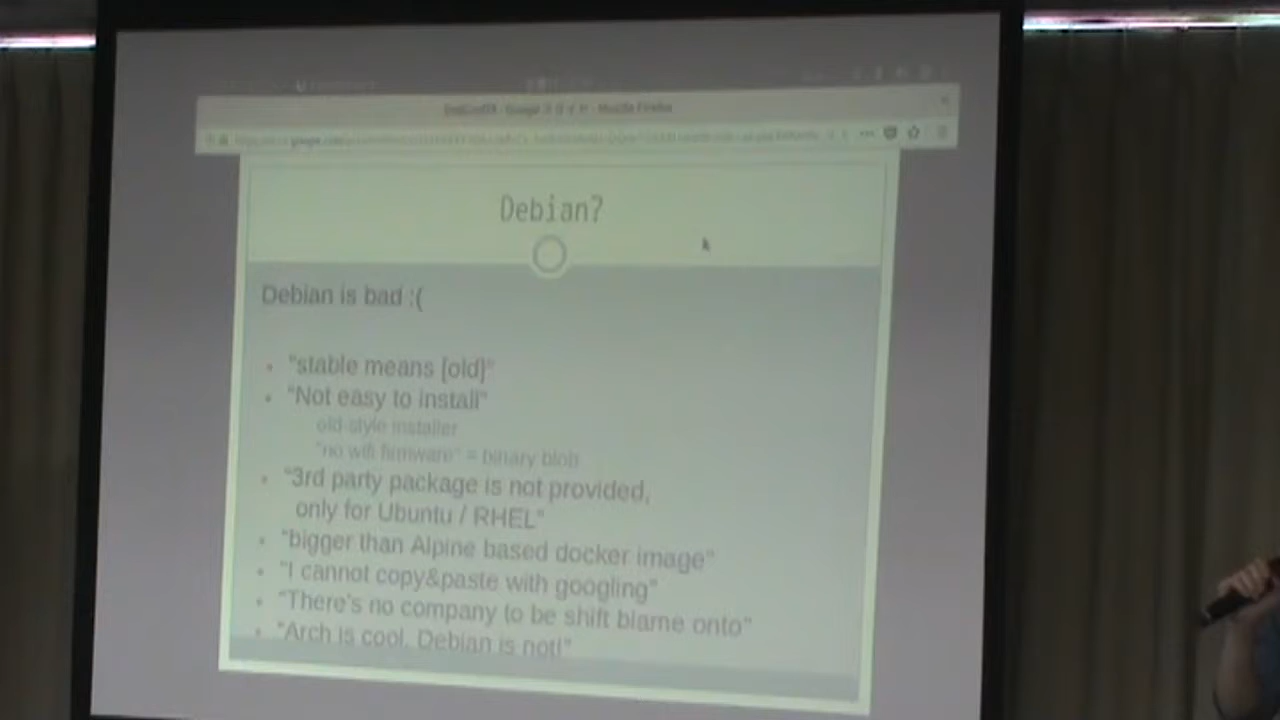 Mozilla Firefox
Debian?
Debian is bad :(
"stable means [old]"
"Not easy to install"
old-style installer
"no wifi firmware" = binary blob
"3rd party package is not provided,
only for Ubuntu / RHEL"
"bigger than Alpine based docker image"
"I cannot copy&paste with googling"
"There's no company to be shift blame onto"
"Arch is cool. Debian is not!"